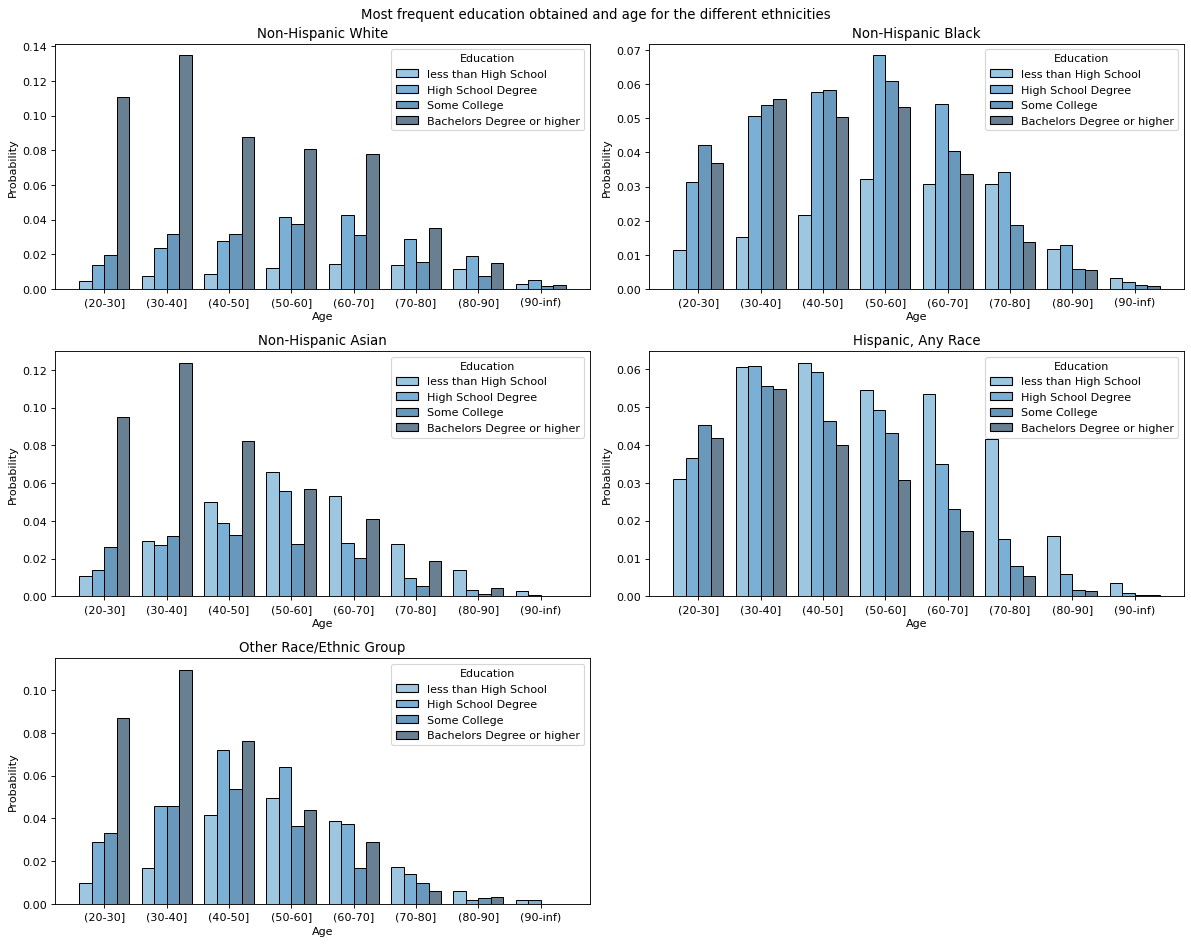 Most frequent education obtained and age for the different ethnicities
Non-Hispanic White
Probability
0.14
0.12
0.10
0.08
0.06
0.04
0.02
0.00
Education
less than High School
High School Degree
Some College
Bachelors Degree or higher
(20-30] (30-40] (40-50] (50-60] (60-70] (70-80] (80-90] (90-inf)
Age
Non-Hispanic Black
Probability
0.07
0.06
0.05
0.04
0.03
0.02
0.01
0.00
Education
less than High School
High School Degree
Some College
Bachelors Degree or higher
(20-30] (30-40] (40-50] (50-60] (60-70] (70-80] (80-90] (90-inf)
Age
Non-Hispanic Asian
Probability
0.12
0.10
0.08
0.06
0.04
0.02
0.00
Education
less than High School
High School Degree
Some College
Bachelors Degree or higher
(20-30] (30-40] (40-50] (50-60] (60-70] (70-80] (80-90] (90-inf)
Age
Hispanic, Any Race
Probability
0.06
0.05
0.04
0.03
0.02
0.01
0.00
Education
less than High School
High School Degree
Some College
Bachelors Degree or higher
(20-30] (30-40] (40-50] (50-60] (60-70] (70-80] (80-90] (90-inf)
Age
Other Race/Ethnic Group
Probability
0.10
0.08
0.06
0.04
0.02
0.00
Education
less than High School
High School Degree
Some College
Bachelors Degree or higher
(20-30] (30-40] (40-50] (50-60] (60-70] (70-80] (80-90] (90-inf)
Age